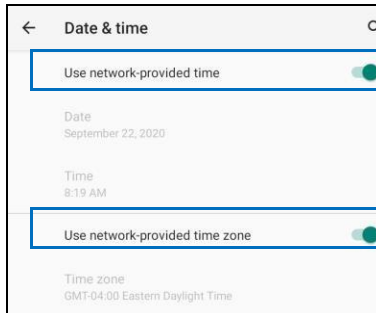 Date & time
Use network-provided time
Date
September 22, 2020
Time
8:19 AM
Use network-provided time zone
Time zone
GMT-04:00 Eastern Daylight Time